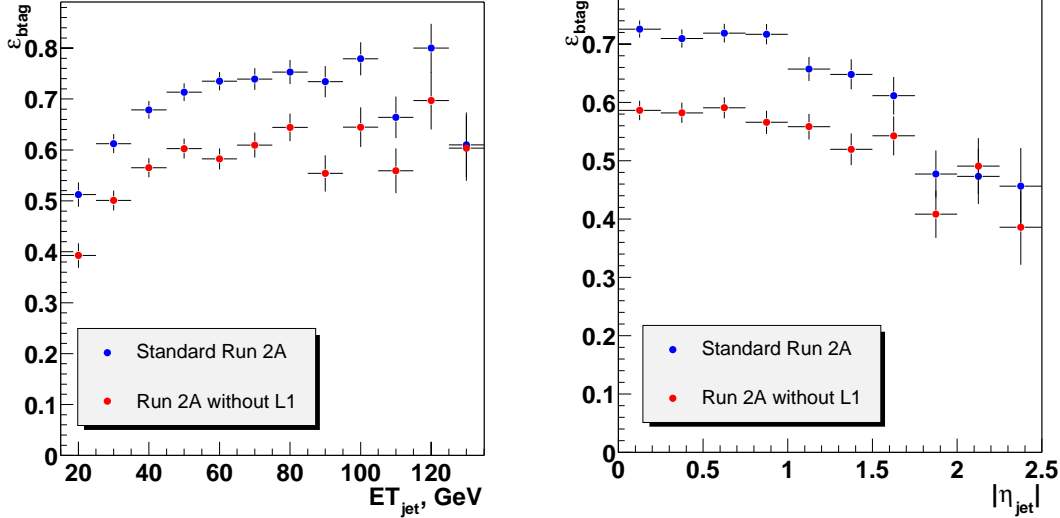 ε_btag
0.8
0.7
0.6
0.5
0.4
0.3
0.2
0.1
0
Standard Run 2A
Run 2A without L1
20 40 60 80 100 120
ET_jet, GeV
ε_btag
0.7
0.6
0.5
0.4
0.3
0.2
0.1
0
Standard Run 2A
Run 2A without L1
0 0.5 1 1.5 2 2.5
|η_jet|